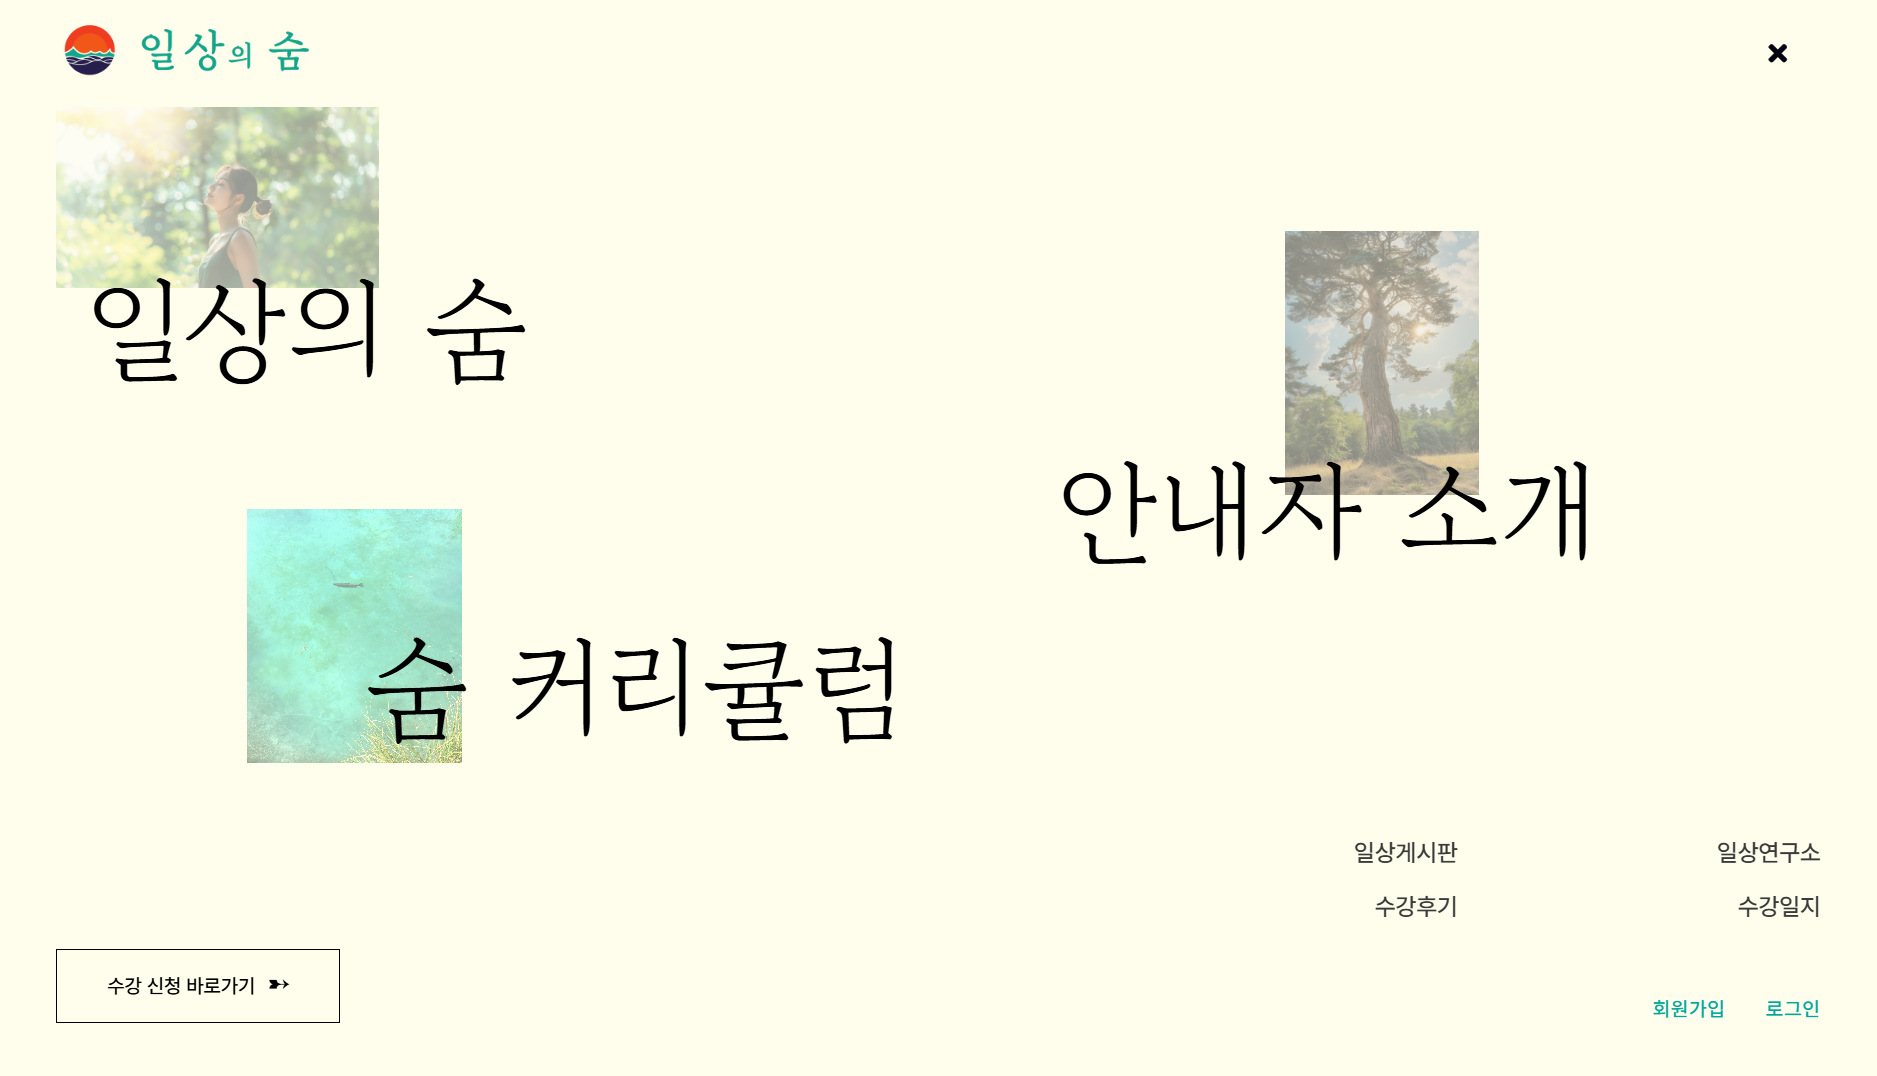 일상의 숨
일상의 숨
안내자 소개
숨 커리큘럼
일상게시판
일상연구소
수강후기
수강일지
수강 신청 바로가기
회원가입
로그인